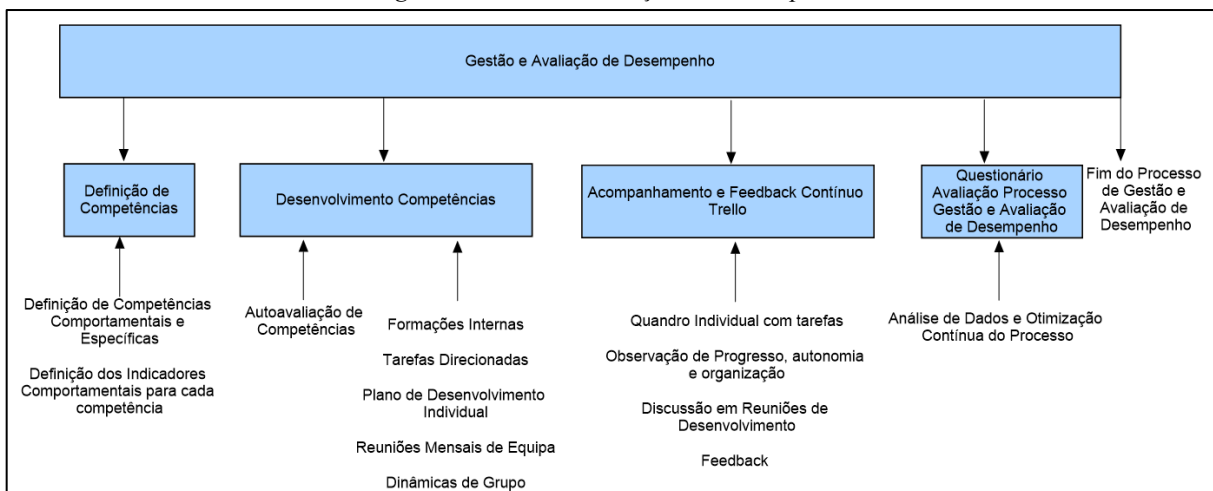 Gestão e Avaliação de Desempenho
Definição de
Competências
Desenvolvimento Competências
Acompanhamento e Feedback Contínuo
Trello
Questionário
Avaliação Processo
Gestão e Avaliação
de Desempenho
Fim do Processo
de Gestão e
Avaliação de
Desempenho
Definição de Competências
Comportamentais e
Específicas
Definição dos Indicadores
Comportamentais para cada
competência
Autoavaliação de
Competências
Formações Internas
Tarefas Direcionadas
Plano de Desenvolvimento
Individual
Reuniões Mensais de Equipa
Dinâmicas de Grupo
Quandro Individual com tarefas
Observação de Progresso, autonomia
e organização
Discussão em Reuniões de
Desenvolvimento
Feedback
Análise de Dados e Otimização
Contínua do Processo